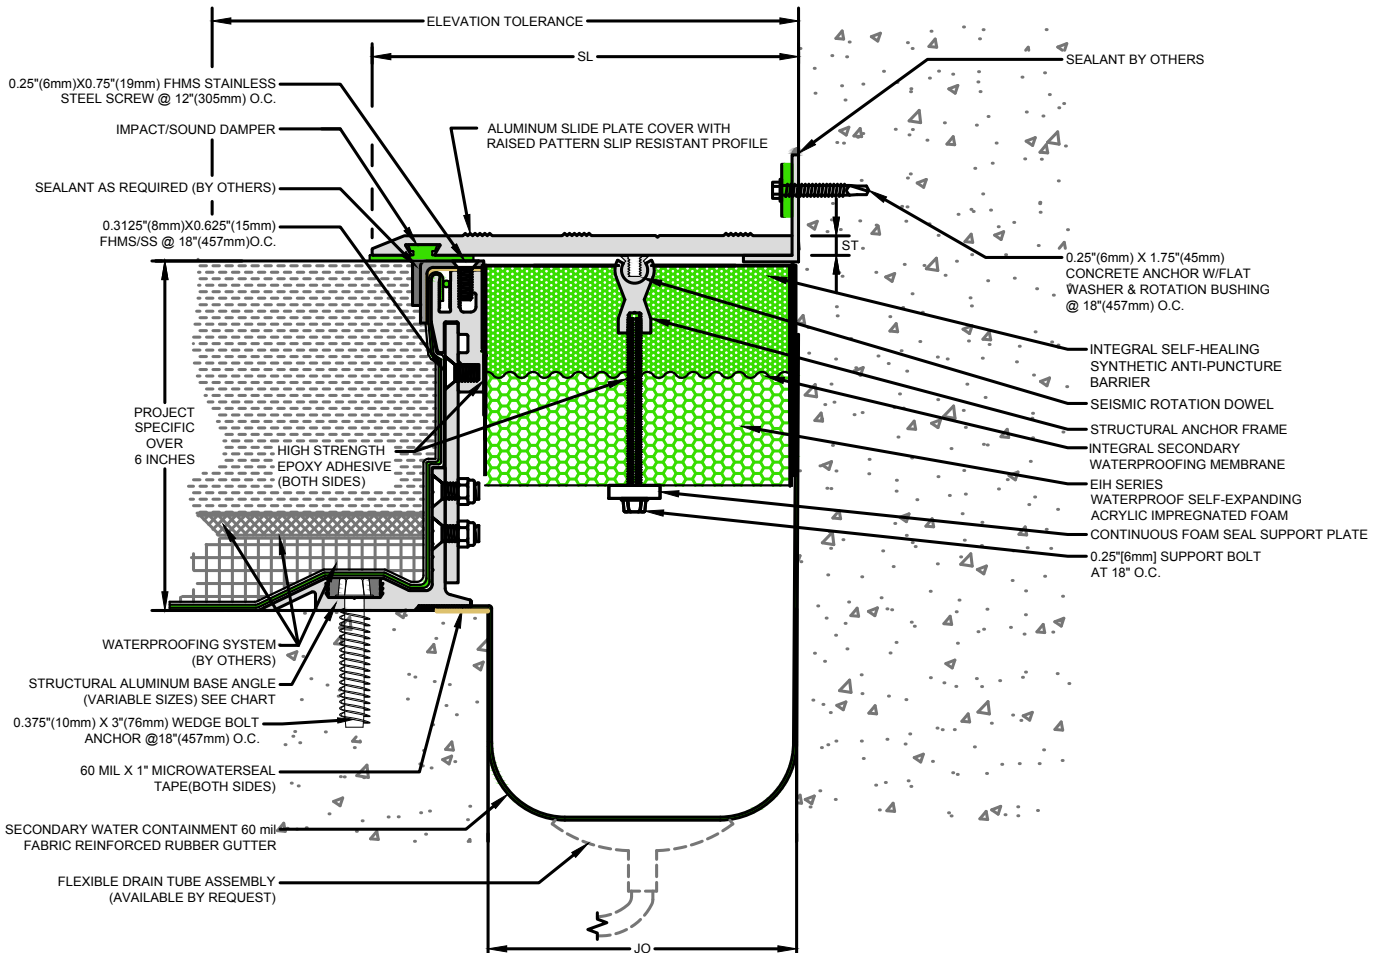 ELEVATION TOLERANCE
SL
0.25"(6mm)X0.75"(19mm) FHMS STAINLESS
STEEL SCREW @ 12"(305mm) O.C.
IMPACT/SOUND DAMPER
SEALANT AS REQUIRED (BY OTHERS)
0.3125"(8mm)X0.625"(15mm)
FHMS/SS @ 18"(457mm)O.C.
ALUMINUM SLIDE PLATE COVER WITH
RAISED PATTERN SLIP RESISTANT PROFILE
SEALANT BY OTHERS
ST
0.25"(6mm) X 1.75"(45mm)
CONCRETE ANCHOR W/FLAT
WASHER & ROTATION BUSHING
@ 18"(457mm) O.C.
INTEGRAL SELF-HEALING
SYNTHETIC ANTI-PUNCTURE
BARRIER
SEISMIC ROTATION DOWEL
STRUCTURAL ANCHOR FRAME
INTEGRAL SECONDARY
WATERPROOFING MEMBRANE
EIH SERIES
WATERPROOF SELF-EXPANDING
ACRYLIC IMPREGNATED FOAM
CONTINUOUS FOAM SEAL SUPPORT PLATE
0.25"[6mm] SUPPORT BOLT
AT 18" O.C.
PROJECT
SPECIFIC
OVER
6 INCHES
HIGH STRENGTH
EPOXY ADHESIVE
(BOTH SIDES)
WATERPROOFING SYSTEM
(BY OTHERS)
STRUCTURAL ALUMINUM BASE ANGLE
(VARIABLE SIZES) SEE CHART
0.375"(10mm) X 3"(76mm) WEDGE BOLT
ANCHOR @18"(457mm) O.C.
60 MIL X 1" MICROWATERSEAL
TAPE(BOTH SIDES)
SECONDARY WATER CONTAINMENT 60 mil
FABRIC REINFORCED RUBBER GUTTER
FLEXIBLE DRAIN TUBE ASSEMBLY
(AVAILABLE BY REQUEST)
JO